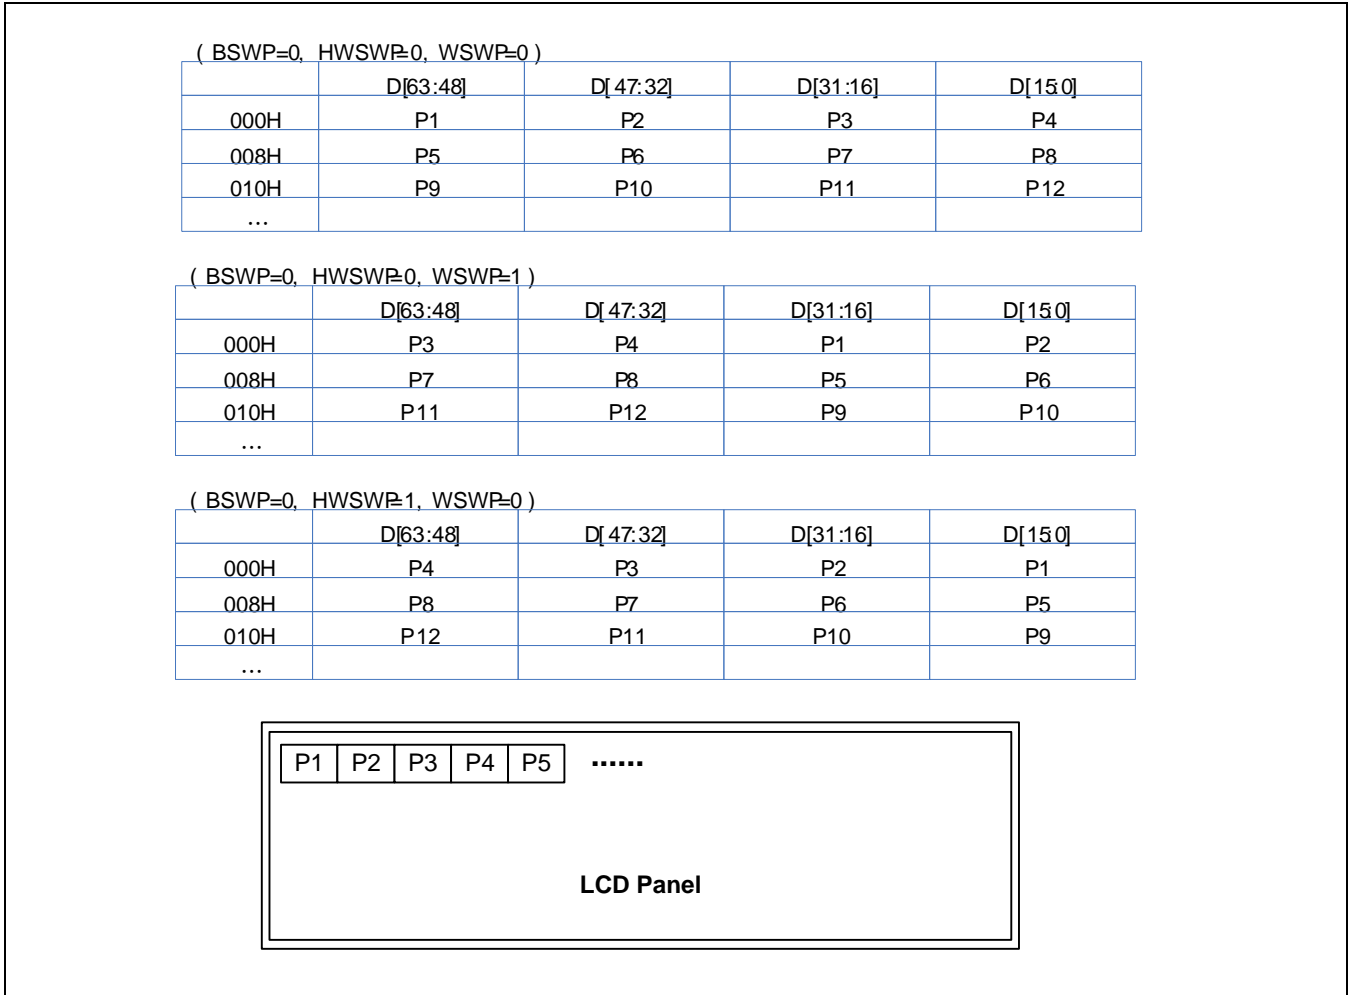 ( BSWP=0, HWSWP=0, WSWP=0 )
D[63:48] D[47:32] D[31:16] D[15:0]
000H P1 P2 P3 P4
008H P5 P6 P7 P8
010H P9 P10 P11 P12
...
( BSWP=0, HWSWP=0, WSWP=1 )
D[63:48] D[47:32] D[31:16] D[15:0]
000H P3 P4 P1 P2
008H P7 P8 P5 P6
010H P11 P12 P9 P10
...
( BSWP=0, HWSWP=1, WSWP=0 )
D[63:48] D[47:32] D[31:16] D[15:0]
000H P4 P3 P2 P1
008H P8 P7 P6 P5
010H P12 P11 P10 P9
...
P1 P2 P3 P4 P5 ......
LCD Panel